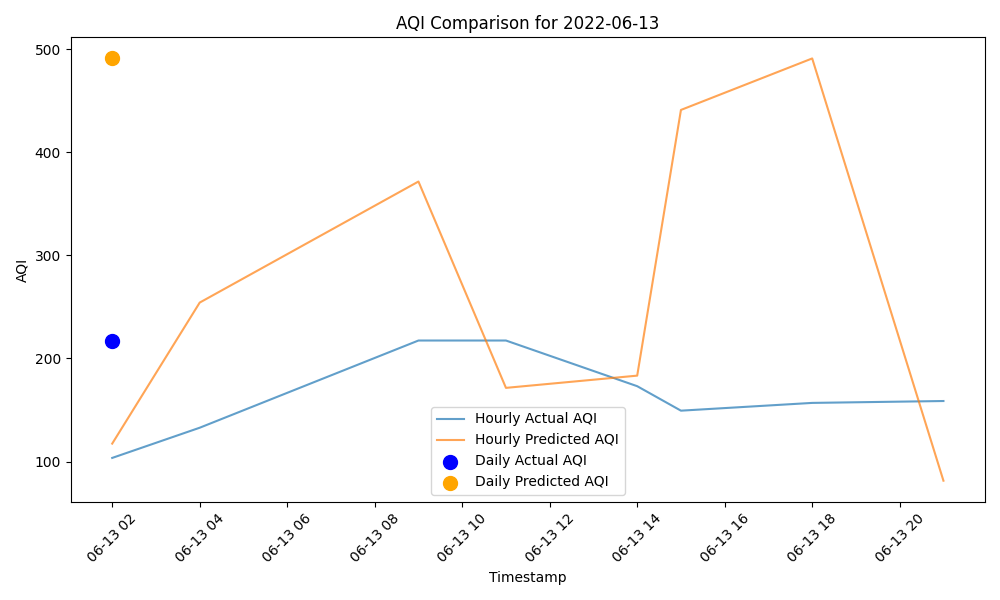 AQI Comparison for 2022-06-13
500
400
300
200
100
AQI
Hourly Actual AQI
Hourly Predicted AQI
Daily Actual AQI
Daily Predicted AQI
06-13 02
06-13 04
06-13 06
06-13 08
06-13 10
06-13 12
06-13 14
06-13 16
06-13 18
06-13 20
Timestamp